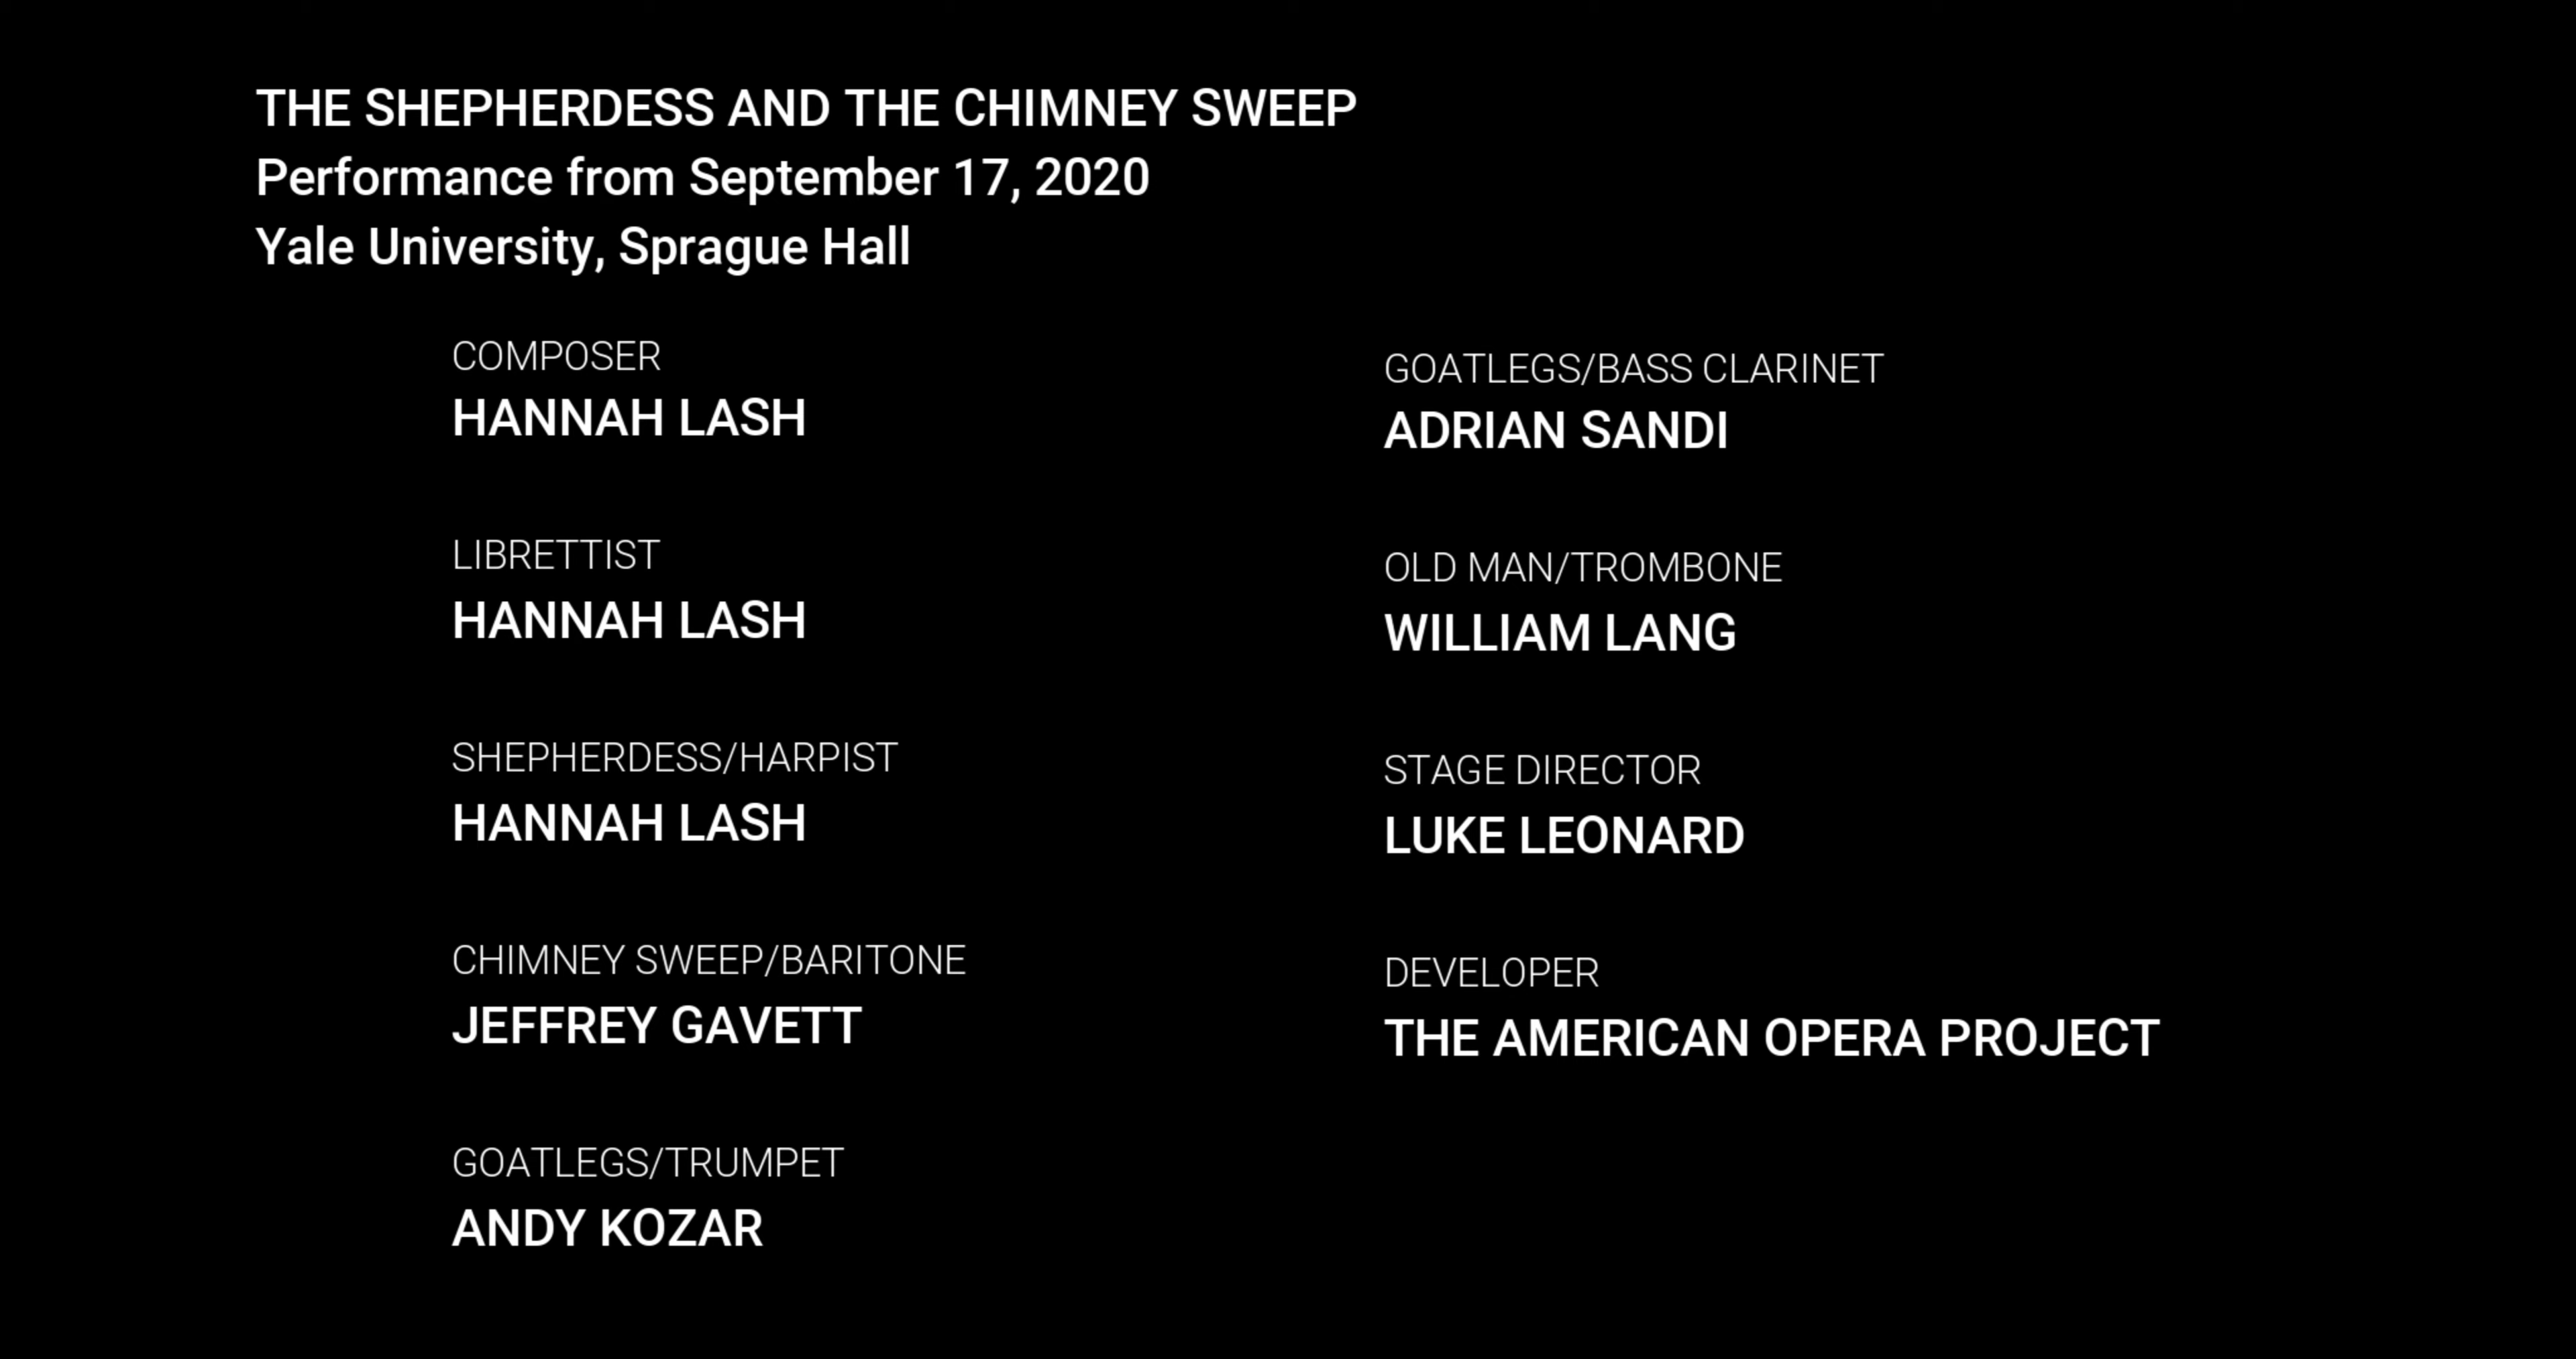 THE SHEPHERDESS AND THE CHIMNEY SWEEP
Performance from September 17, 2020
Yale University, Sprague Hall
COMPOSER
HANNAH LASH
LIBRETTIST
HANNAH LASH
SHEPHERDESS/HARPIST
HANNAH LASH
CHIMNEY SWEEP/BARITONE
JEFFREY GAVETT
GOATLEGS/TRUMPET
ANDY KOZAR
GOATLEGS/BASS CLARINET
ADRIAN SANDI
OLD MAN/TROMBONE
WILLIAM LANG
STAGE DIRECTOR
LUKE LEONARD
DEVELOPER
THE AMERICAN OPERA PROJECT